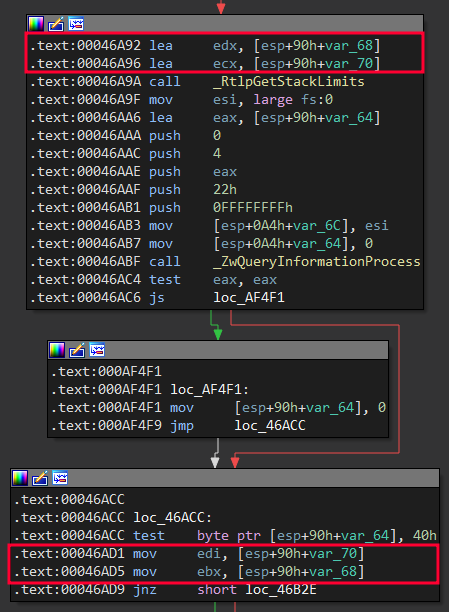 .text:00046A92 lea edx, [esp+90h+var_68]
.text:00046A96 lea ecx, [esp+90h+var_70]
.text:00046A9A call _RtlpGetStackLimits
.text:00046A9F mov esi, large fs:0
.text:00046AA6 lea eax, [esp+90h+var_64]
.text:00046AAA push 0
.text:00046AAC push 4
.text:00046AAE push eax
.text:00046AAF push 22h
.text:00046AB1 push 0FFFFFFFFh
.text:00046AB3 mov [esp+0A4h+var_6C], esi
.text:00046AB7 mov [esp+0A4h+var_64], 0
.text:00046ABF call _ZwQueryInformationProcess
.text:00046AC4 test eax, eax
.text:00046AC6 js loc_AF4F1
.text:000AF4F1
.text:000AF4F1 loc_AF4F1:
.text:000AF4F1 mov [esp+90h+var_64], 0
.text:000AF4F9 jmp loc_46ACC
.text:00046ACC
.text:00046ACC loc_46ACC:
.text:00046ACC test byte ptr [esp+90h+var_64], 40h
.text:00046AD1 mov edi, [esp+90h+var_70]
.text:00046AD5 mov ebx, [esp+90h+var_68]
.text:00046AD9 jnz short loc_46B2E